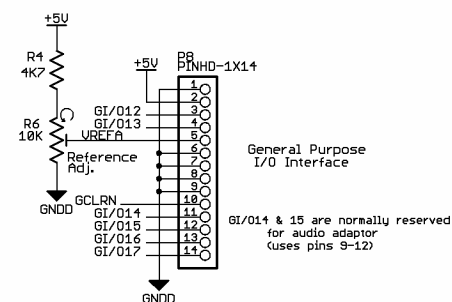 +5V
R4
4K7
R6
10K
VREFA
Reference
Adj.
GNDD
+5V
P8
PINHD-1X14
1
2
GI/O12 3
GI/O13 4
5
6
7
8
9
GCLRN 10
GI/O14 11
GI/O15 12
GI/O16 13
GI/O17 14
GNDD
General Purpose
I/O Interface
GI/O14 & 15 are normally reserved
for audio adaptor
(uses pins 9-12)